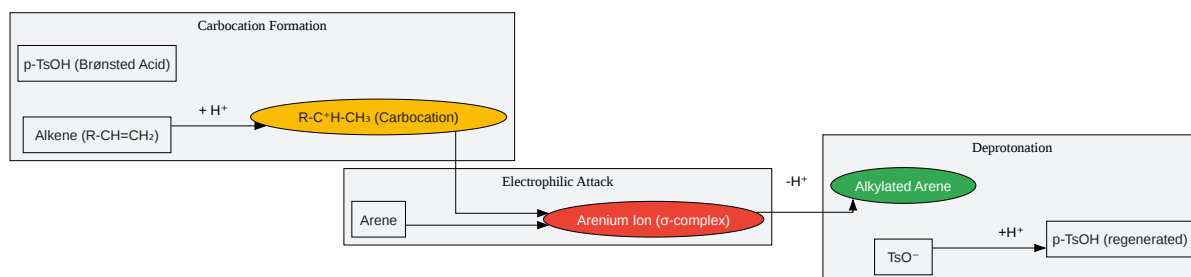 Carbocation Formation
p-TsOH (Brønsted Acid)
Alkene (R-CH=CH₂)
+ H⁺
R-C⁺H-CH₃ (Carbocation)
Electrophilic Attack
Arene
Arenium Ion (σ-complex)
-H⁺
Deprotonation
Alkylated Arene
TsO⁻
+H⁺
p-TsOH (regenerated)